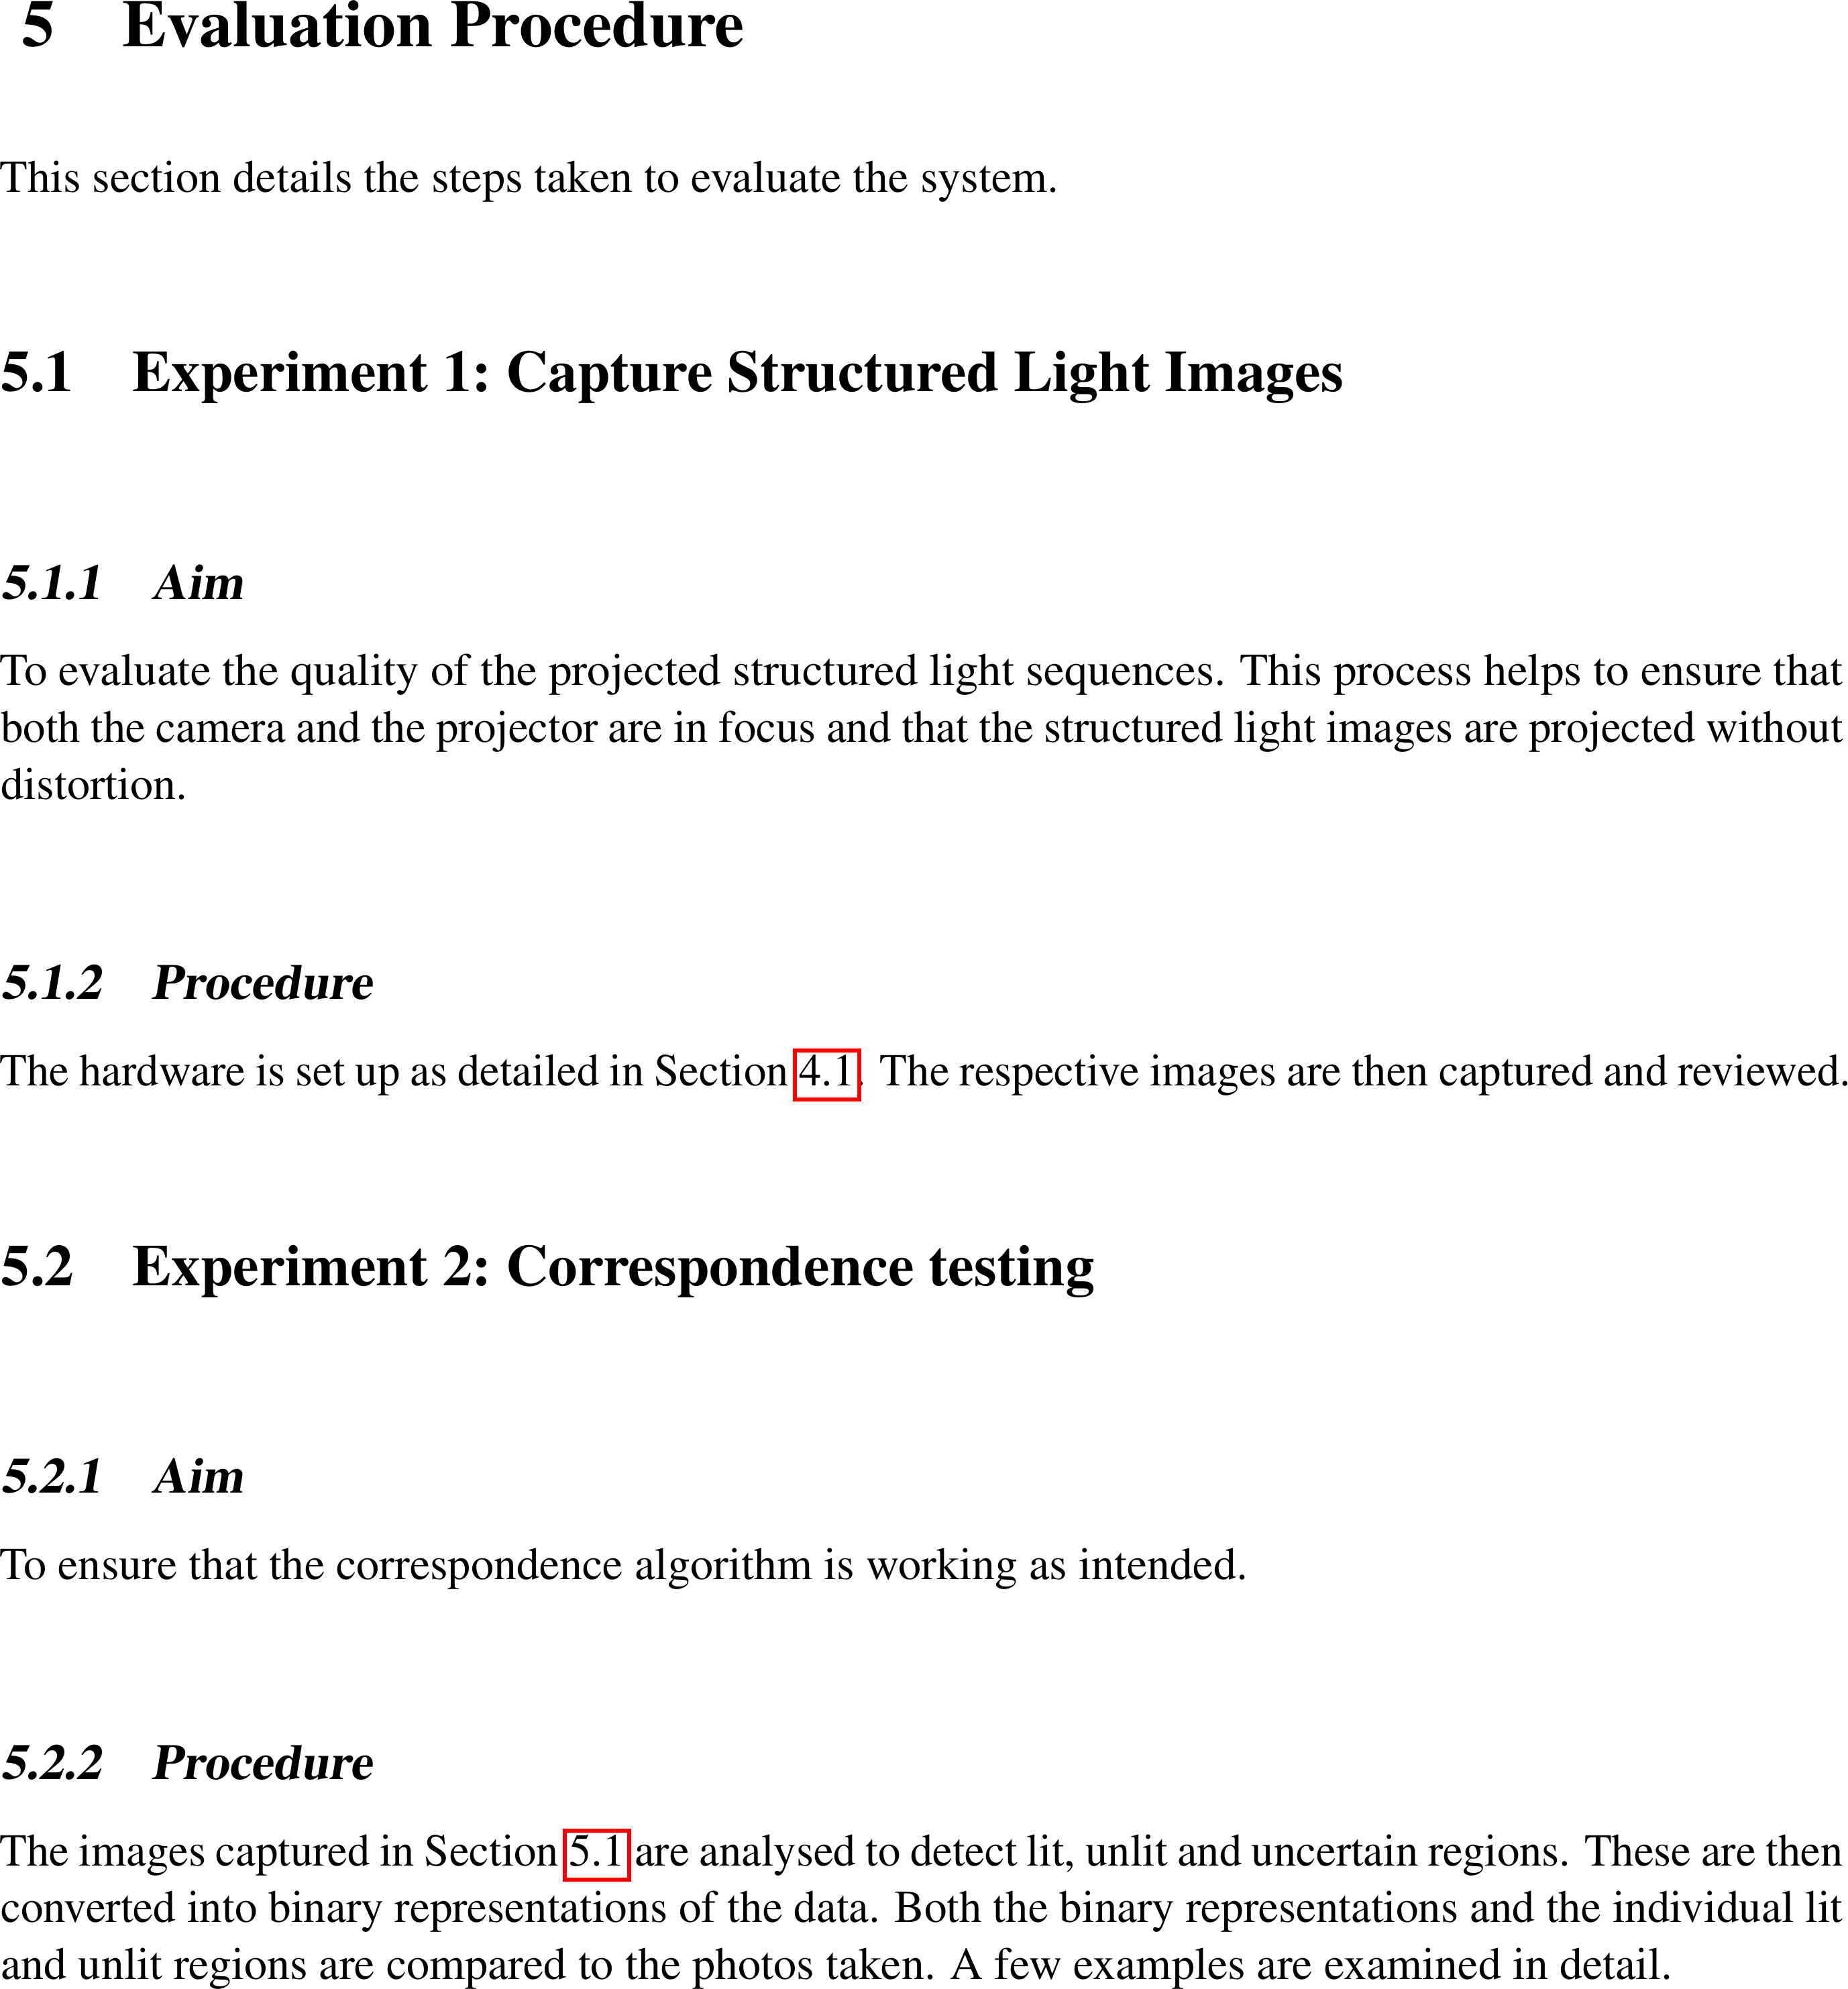 5 Evaluation Procedure
This section details the steps taken to evaluate the system.
5.1 Experiment 1: Capture Structured Light Images
5.1.1 Aim
To evaluate the quality of the projected structured light sequences. This process helps to ensure that
both the camera and the projector are in focus and that the structured light images are projected without
distortion.
5.1.2 Procedure
The hardware is set up as detailed in Section 4.1. The respective images are then captured and reviewed.
5.2 Experiment 2: Correspondence testing
5.2.1 Aim
To ensure that the correspondence algorithm is working as intended.
5.2.2 Procedure
The images captured in Section 5.1 are analysed to detect lit, unlit and uncertain regions. These are then
converted into binary representations of the data. Both the binary representations and the individual lit
and unlit regions are compared to the photos taken. A few examples are examined in detail.